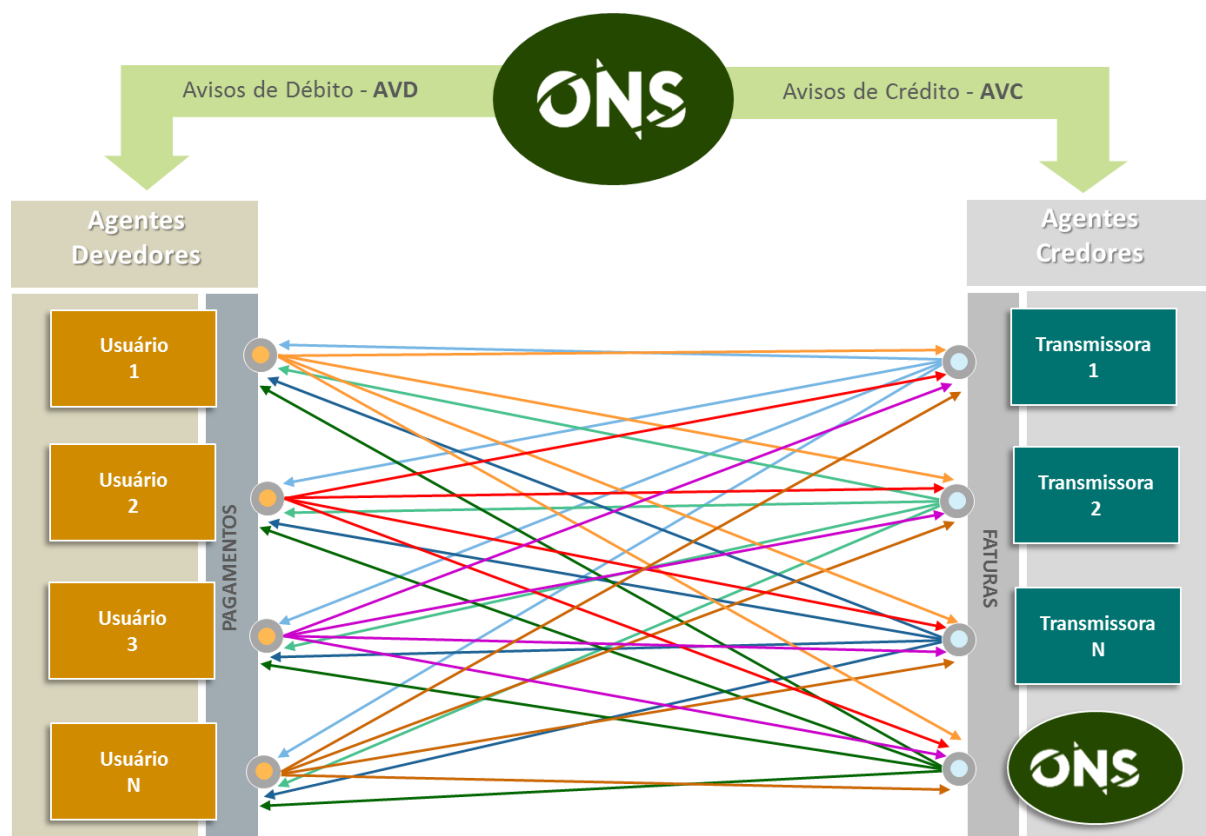 ONS
Avisos de Débito - AVD
Avisos de Crédito - AVC
Agentes
Devedores
Agentes
Credores
Usuário
1
Usuário
2
Usuário
3
Usuário
N
PAGAMENTOS
FATURAS
Transmissora
1
Transmissora
2
Transmissora
N
ONS